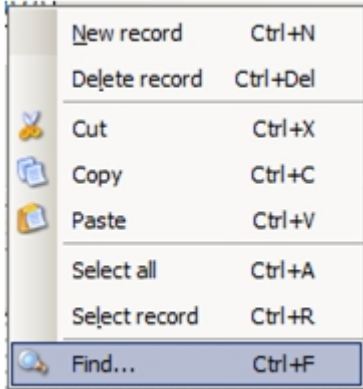 New record Ctrl+N
Delete record Ctrl+Del
Cut Ctrl+X
Copy Ctrl+C
Paste Ctrl+V
Select all Ctrl+A
Select record Ctrl+R
Find... Ctrl+F